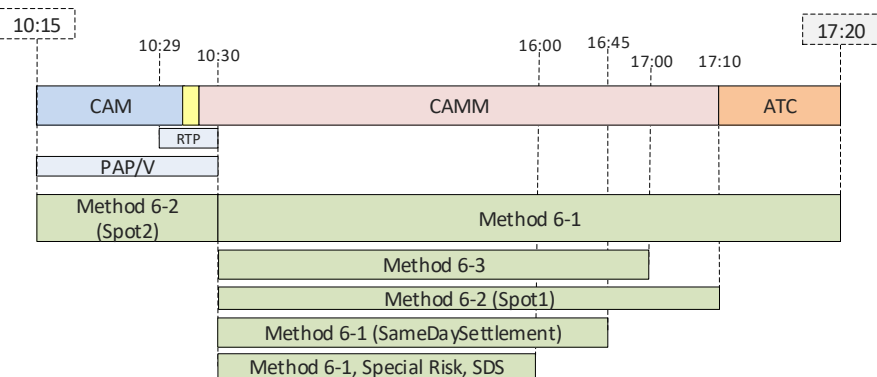 10:15
17:20
10:29
10:30
16:00
16:45
17:00
17:10
CAM
CAMM
ATC
RTP
PAP/V
Method 6-2
(Spot2)
Method 6-1
Method 6-3
Method 6-2 (Spot1)
Method 6-1 (SameDaySettlement)
Method 6-1, Special Risk, SDS